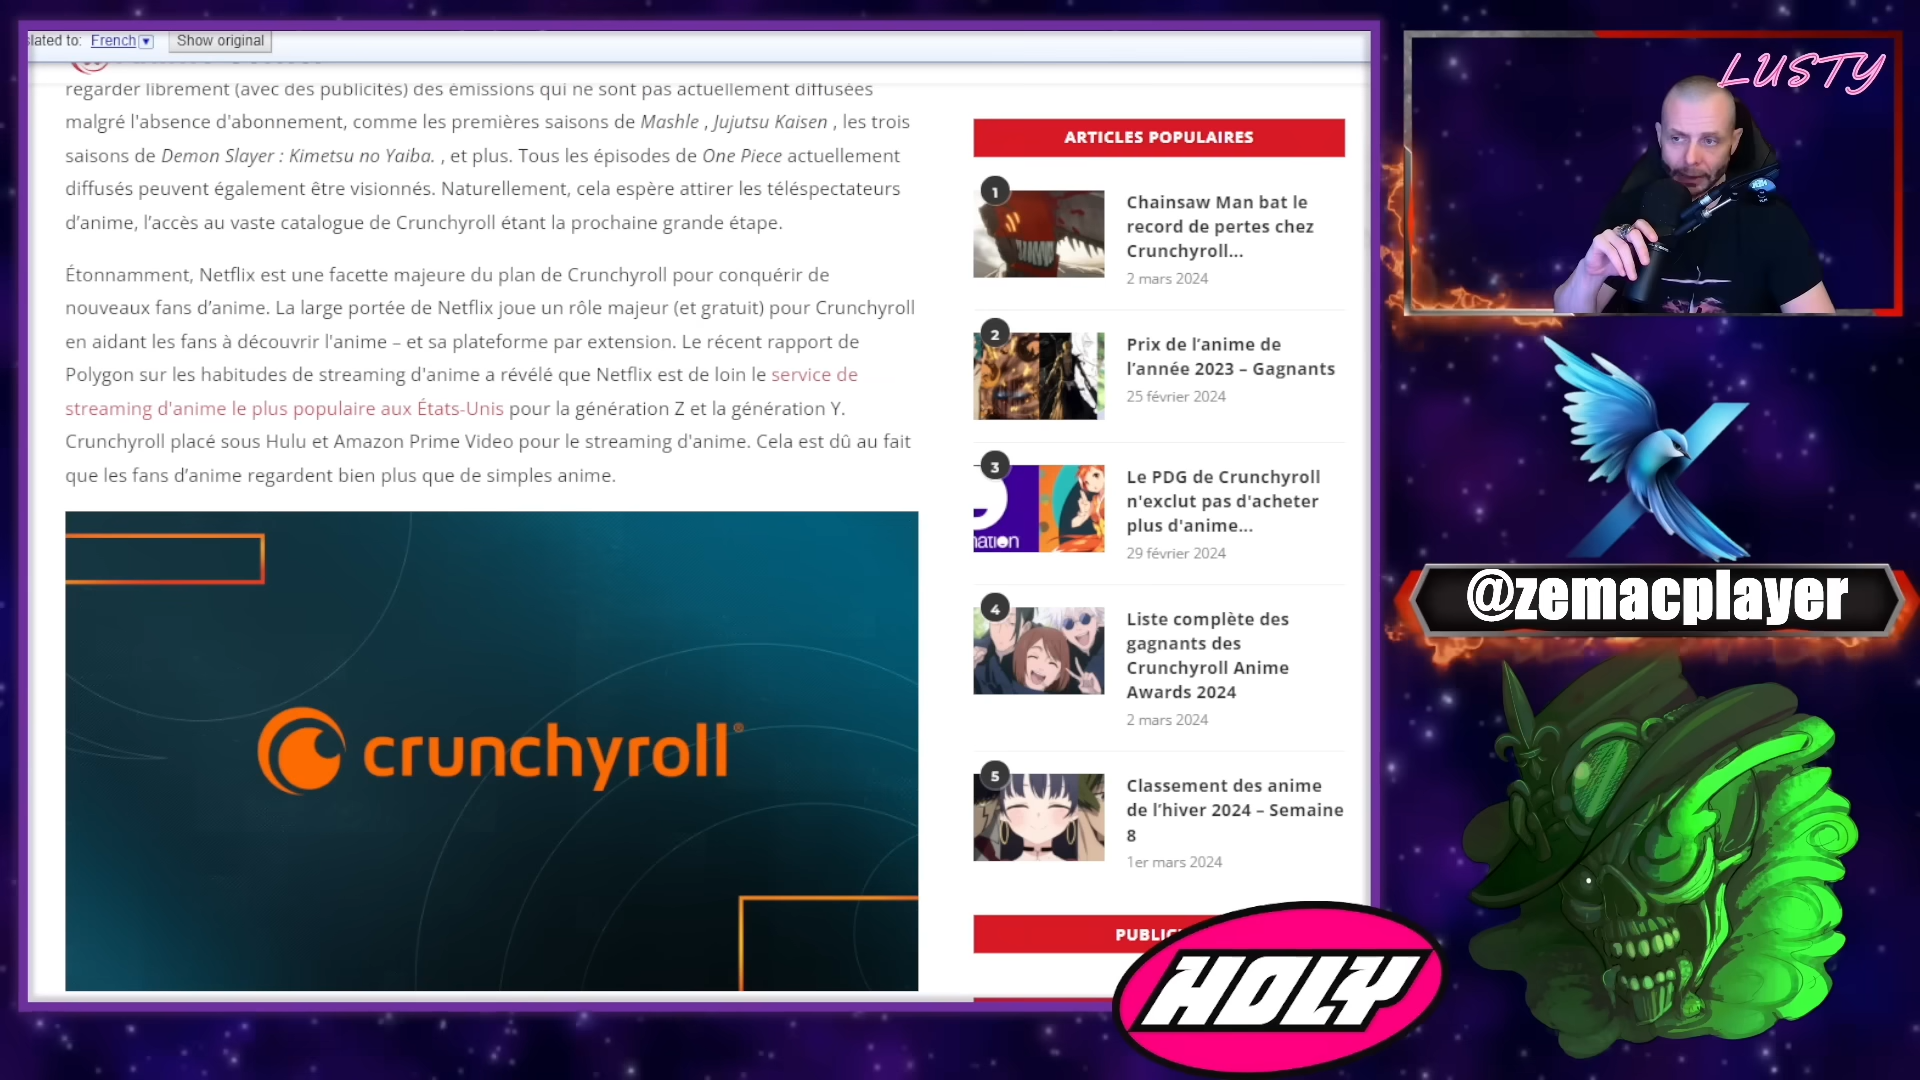 slated to: French Show original
regarder librement (avec des publicités) des émissions qui ne sont pas actuellement diffusées
malgré l'absence d'abonnement, comme les premières saisons de Mashle , Jujutsu Kaisen , les trois
saisons de Demon Slayer : Kimetsu no Yaiba. , et plus. Tous les épisodes de One Piece actuellement
diffusés peuvent également être visionnés. Naturellement, cela espère attirer les téléspectateurs
d’anime, l’accès au vaste catalogue de Crunchyroll étant la prochaine grande étape.
Étonnamment, Netflix est une facette majeure du plan de Crunchyroll pour conquérir de
nouveaux fans d’anime. La large portée de Netflix joue un rôle majeur (et gratuit) pour Crunchyroll
en aidant les fans à découvrir l'anime – et sa plateforme par extension. Le récent rapport de
Polygon sur les habitudes de streaming d'anime a révélé que Netflix est de loin le service de
streaming d'anime le plus populaire aux États-Unis pour la génération Z et la génération Y.
Crunchyroll placé sous Hulu et Amazon Prime Video pour le streaming d'anime. Cela est dû au fait
que les fans d’anime regardent bien plus que de simples anime.
crunchyroll®
ARTICLES POPULAIRES
1
Chainsaw Man bat le
record de pertes chez
Crunchyroll...
2 mars 2024
2
Prix de l’anime de
l’année 2023 – Gagnants
25 février 2024
3
nation
Le PDG de Crunchyroll
n'exclut pas d'acheter
plus d'anime...
29 février 2024
4
Liste complète des
gagnants des
Crunchyroll Anime
Awards 2024
2 mars 2024
5
Classement des anime
de l’hiver 2024 – Semaine
8
1er mars 2024
PUBLIC
HOLY
LUSTY
@zemacplayer